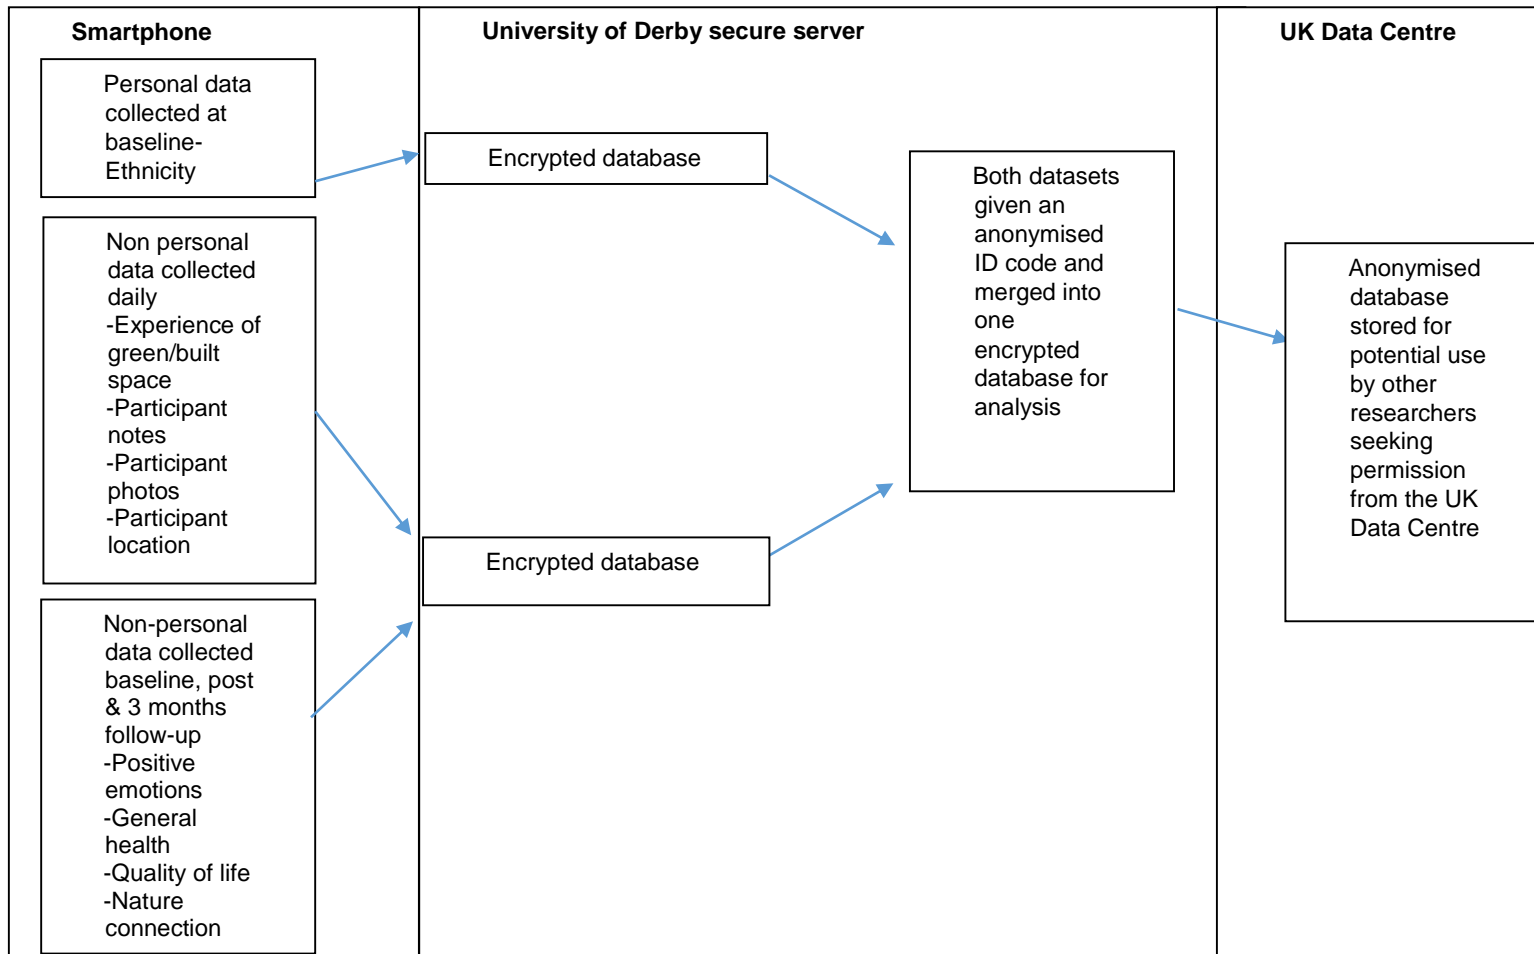 Smartphone
University of Derby secure server
UK Data Centre
Personal data
collected at
baseline-
Ethnicity
Non personal
data collected
daily
-Experience of
green/built
space
-Participant
notes
-Participant
photos
-Participant
location
Non-personal
data collected
baseline, post
& 3 months
follow-up
-Positive
emotions
-General
health
-Quality of life
-Nature
connection
Encrypted database
Encrypted database
Both datasets
given an
anonymised
ID code and
merged into
one
encrypted
database for
analysis
Anonymised
database
stored for
potential use
by other
researchers
seeking
permission
from the UK
Data Centre